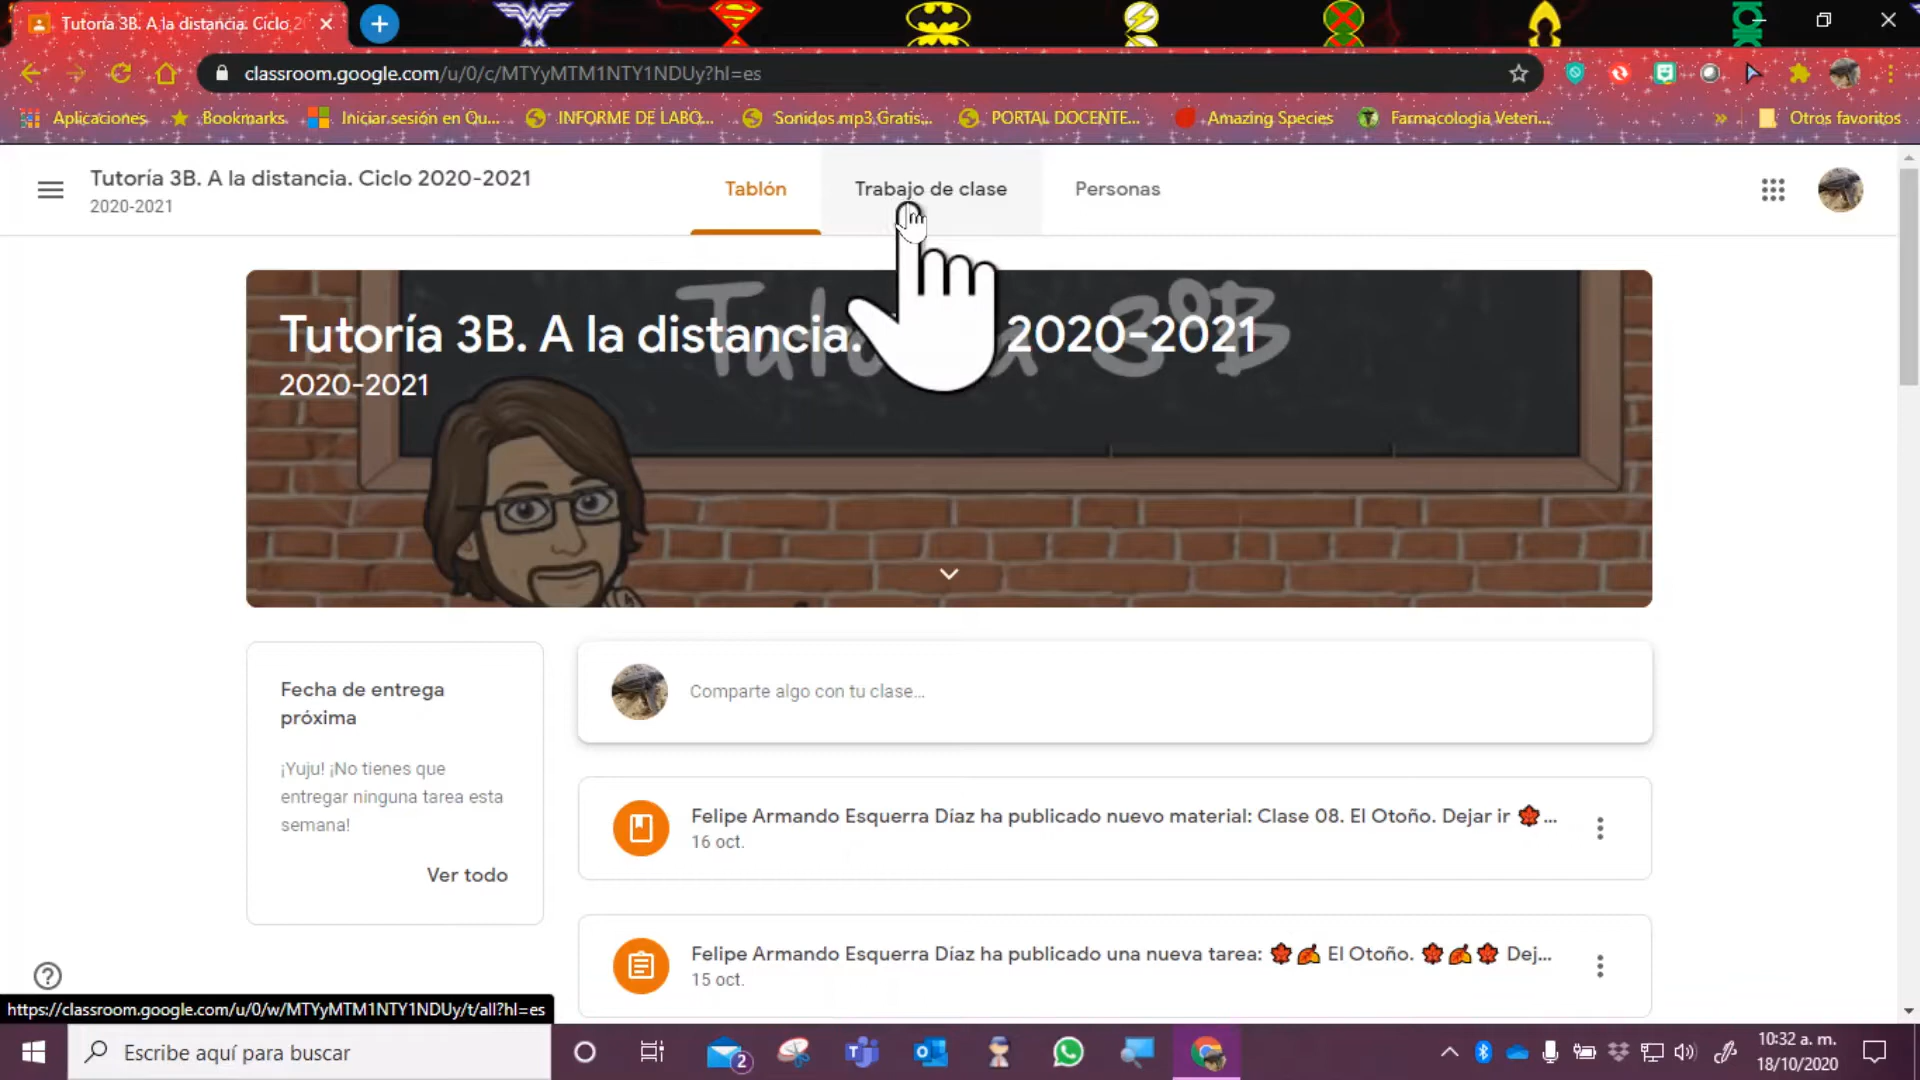 Tutoría 3B. A la distancia. Ciclo 2
classroom.google.com/u/0/c/MTYyMTM1NTY1NDUy?hl=es
Aplicaciones
Bookmarks
Iniciar sesión en Ou...
INFORME DE LABO...
Sonidos mp3 Gratis...
PORTAL DOCENTE...
Amazing Species
Farmacologia Veteri...
Otros favoritos
Tutoría 3B. A la distancia. Ciclo 2020-2021
2020-2021
Tablón
Trabajo de clase
Personas
Tutoría 3B. A la distancia. 2020-2021
2020-2021
3ºB
Fecha de entrega
próxima
¡Yuju! ¡No tienes que
entregar ninguna tarea esta
semana!
Ver todo
Comparte algo con tu clase...
Felipe Armando Esquerra Díaz ha publicado nuevo material: Clase 08. El Otoño. Dejar ir 🍁...
16 oct.
Felipe Armando Esquerra Díaz ha publicado una nueva tarea: 🍁🍂 El Otoño. 🍁🍂🍁 Dej...
15 oct.
https://classroom.google.com/u/0/w/MTYyMTM1NTY1NDUy/t/all?hl=es
Escribe aquí para buscar
2
10:32 a. m.
18/10/2020